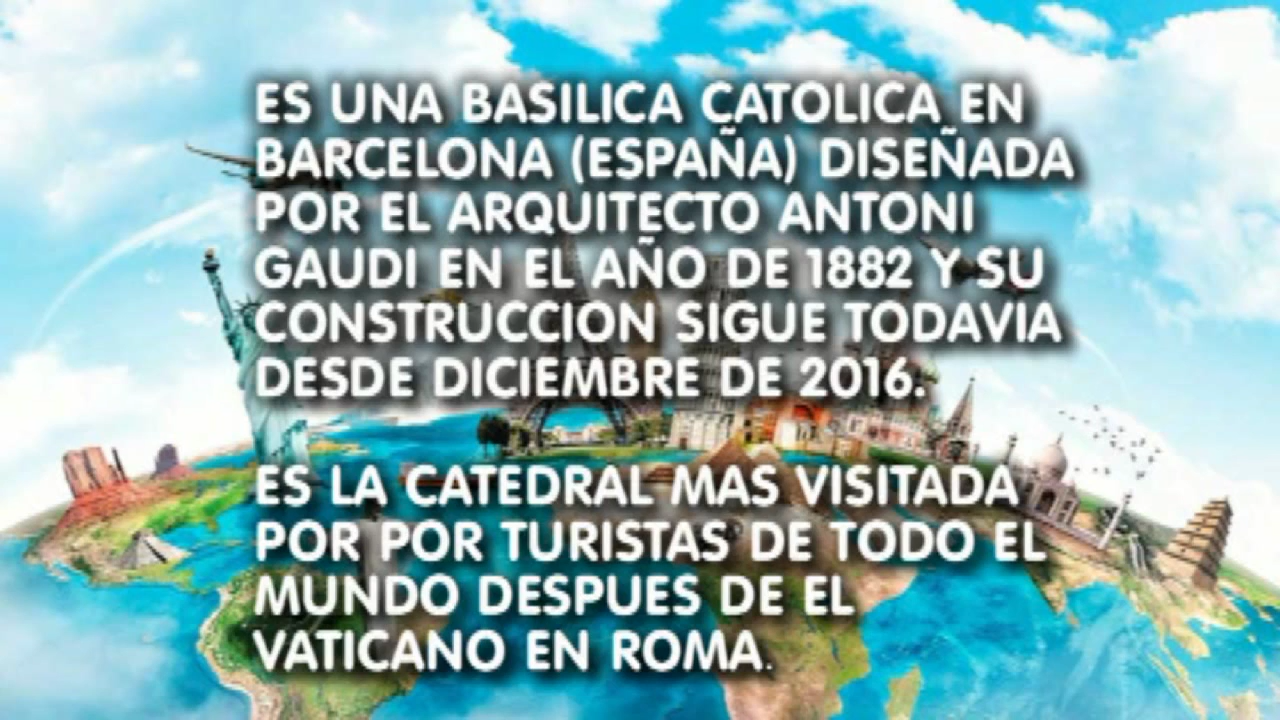 ES UNA BASILICA CATOLICA EN
BARCELONA (ESPAÑA) DISEÑADA
POR EL ARQUITECTO ANTONI
GAUDI EN EL AÑO DE 1882 Y SU
CONSTRUCCION SIGUE TODAVIA
DESDE DICIEMBRE DE 2016.
ES LA CATEDRAL MAS VISITADA
POR POR TURISTAS DE TODO EL
MUNDO DESPUES DE EL
VATICANO EN ROMA.